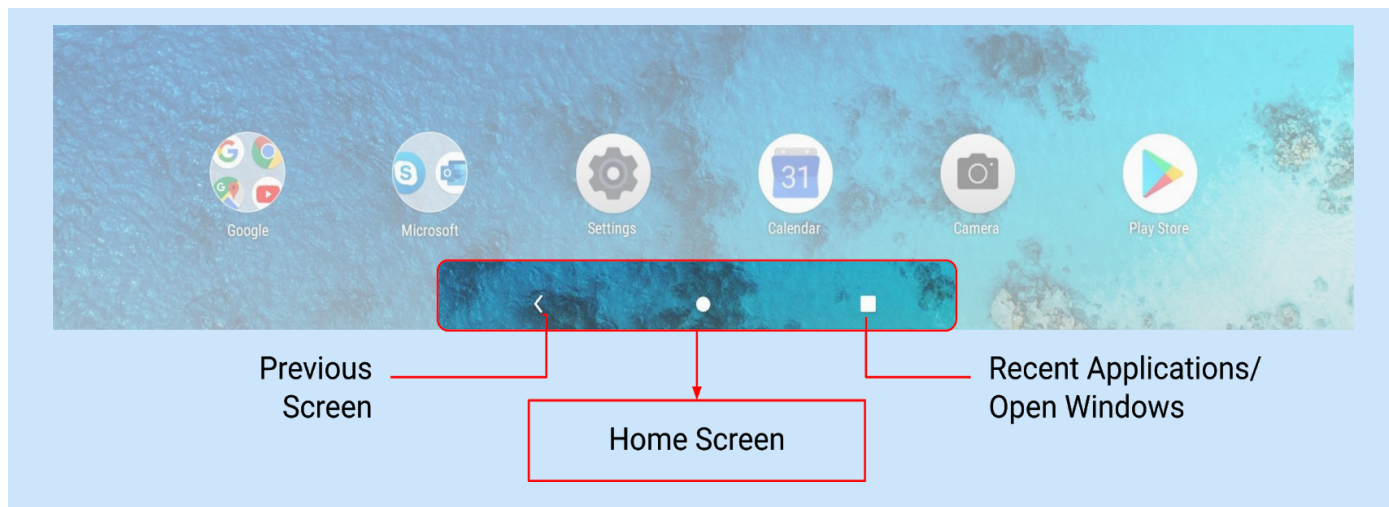 Google
Microsoft
Settings
31
Calendar
Camera
Play Store
Previous
Screen
Home Screen
Recent Applications/
Open Windows